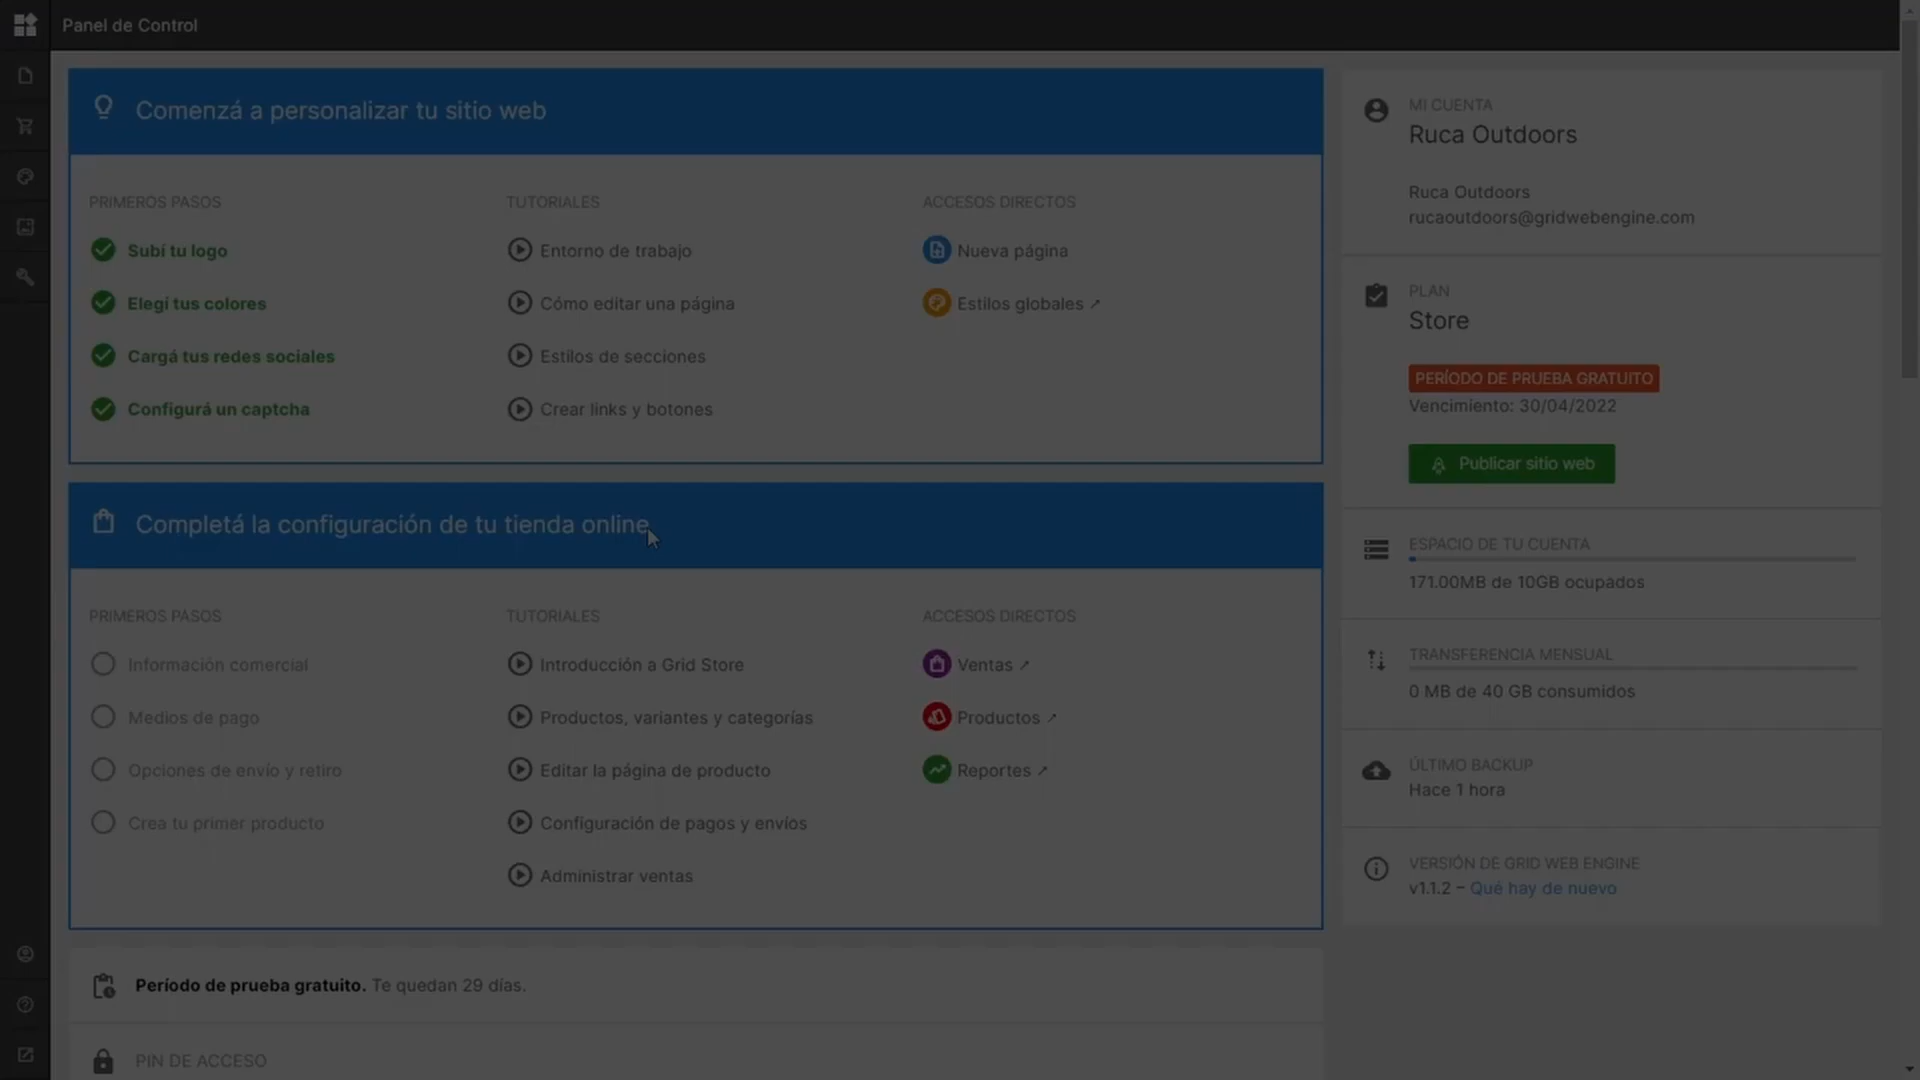 Panel de Control
Comenzá a personalizar tu sitio web
PRIMEROS PASOS
Subí tu logo
Elegí tus colores
Cargá tus redes sociales
Configurá un captcha
TUTORIALES
Entorno de trabajo
Cómo editar una página
Estilos de secciones
Crear links y botones
ACCESOS DIRECTOS
Nueva página
Estilos globales ↗
Completá la configuración de tu tienda online
PRIMEROS PASOS
Información comercial
Medios de pago
Opciones de envío y retiro
Crea tu primer producto
TUTORIALES
Introducción a Grid Store
Productos, variantes y categorías
Editar la página de producto
Configuración de pagos y envíos
Administrar ventas
ACCESOS DIRECTOS
Ventas ↗
Productos ↗
Reportes ↗
Período de prueba gratuito. Te quedan 29 días.
PIN DE ACCESO
MI CUENTA
Ruca Outdoors
Ruca Outdoors
rucaoutdoors@gridwebengine.com
PLAN
Store
PERÍODO DE PRUEBA GRATUITO
Vencimiento: 30/04/2022
Publicar sitio web
ESPACIO DE TU CUENTA
171.00MB de 10GB ocupados
TRANSFERENCIA MENSUAL
0 MB de 40 GB consumidos
ÚLTIMO BACKUP
Hace 1 hora
VERSIÓN DE GRID WEB ENGINE
v1.1.2 – Qué hay de nuevo